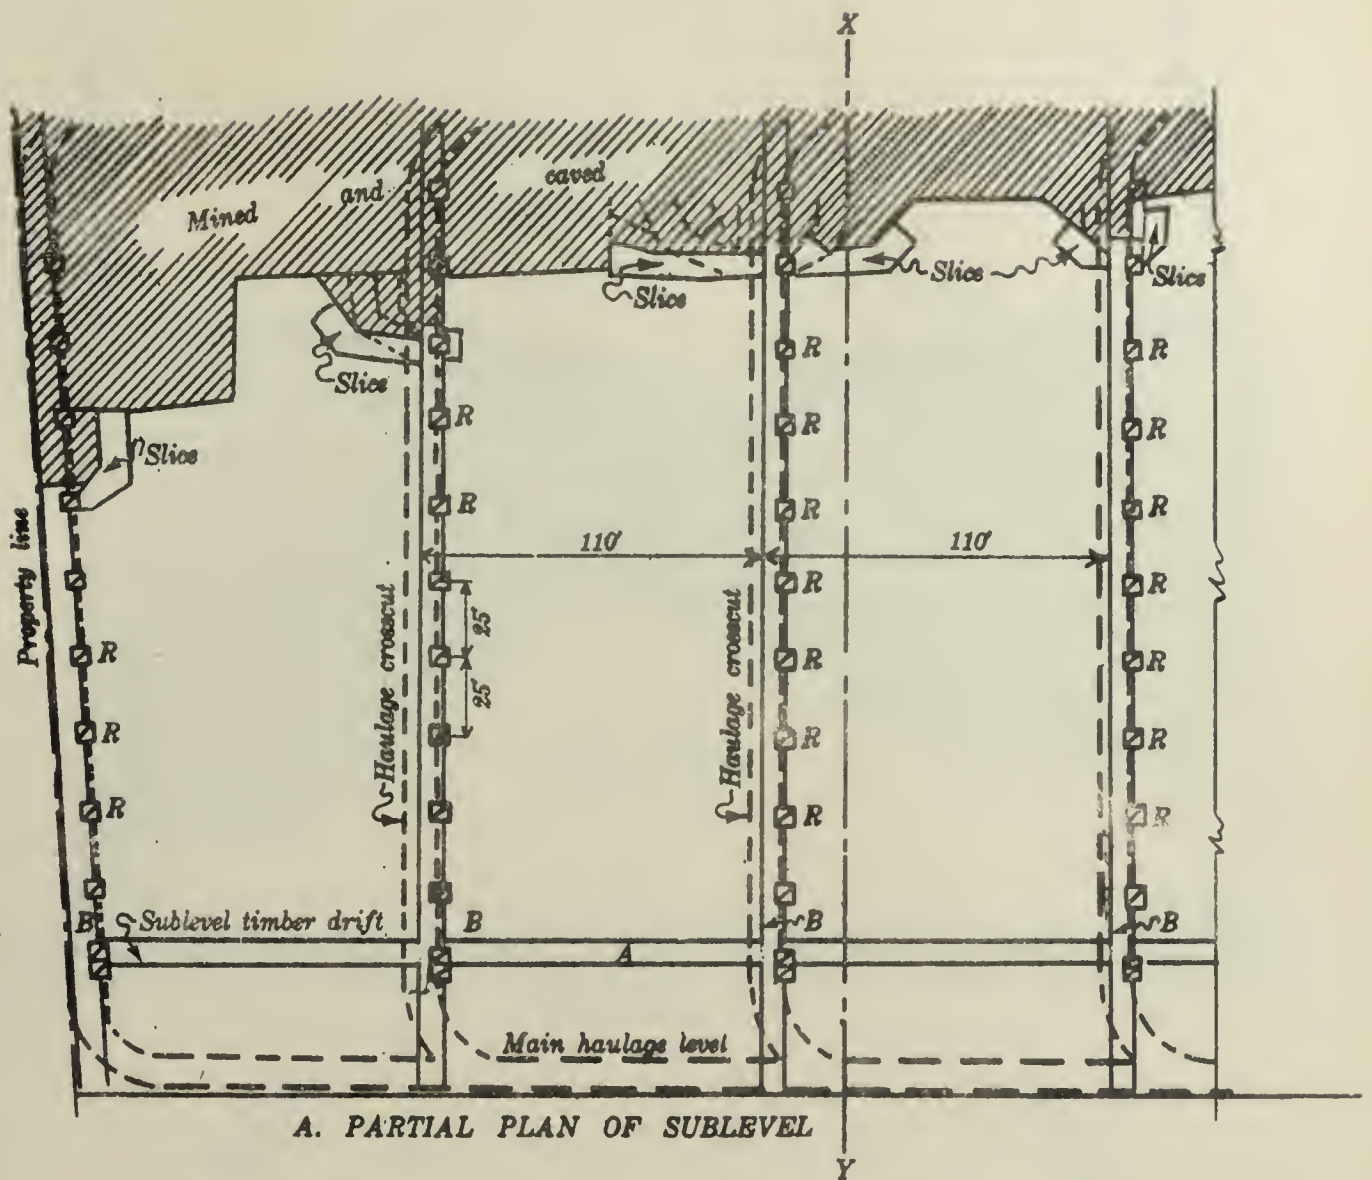 X
Mined and caved
Slice
Slice
Slice
Slice
Slice
R
R
R
R
R
R
R
R
Property line
110'
110'
R
R
R
Haulage crosscut
25'
25'
Haulage crosscut
R
R
R
R
R
R
R
R
R
R
R
B
Sublevel timber drift
B
A
B
B
Main haulage level
A. PARTIAL PLAN OF SUBLEVEL
Y